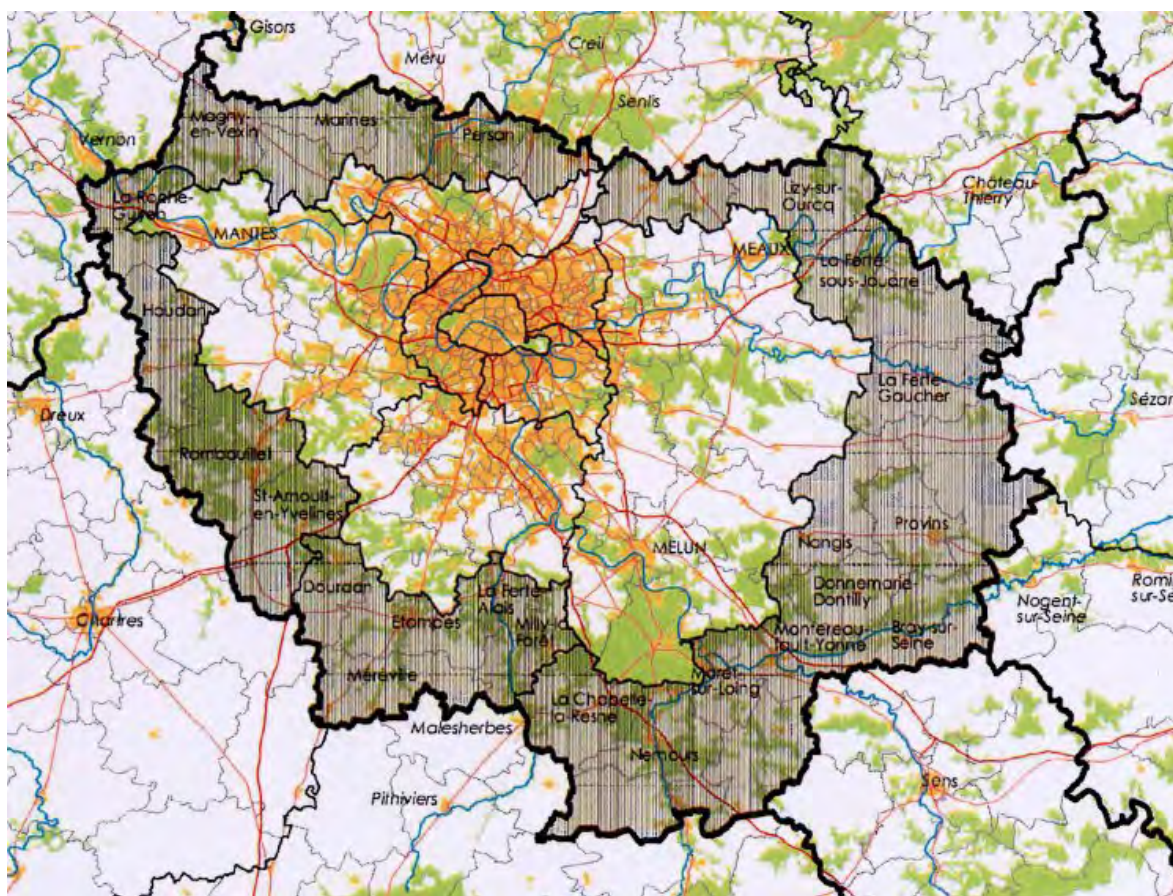 Gisors
Creil
Méru
Senlis
Magny-
en-Vexin
Marines
Persan
Vernon
Lizy-sur-
Ourcq
Château-
Thierry
La Roche-
Guyon
MANTES
MEAUX
La Ferté-
sous-Jouarre
Houdan
La Ferté-
Gaucher
Dreux
Sézan
Rambouillet
St-Arnoult-
en-Yvelines
Provins
Nangis
MELUN
Dourdan
La Ferté-
Alais
Donnemarie-
Dontilly
Romi
sur-Se
Nogent-
sur-Seine
Chartres
Etampes
Milly-la
Forêt
Montereau-
fault-Yonne
Bray-sur-
Seine
Méréville
Moret-
sur-Loing
La Chapelle-
la-Resne
Malesherbes
Nemours
Pithiviers
Sens